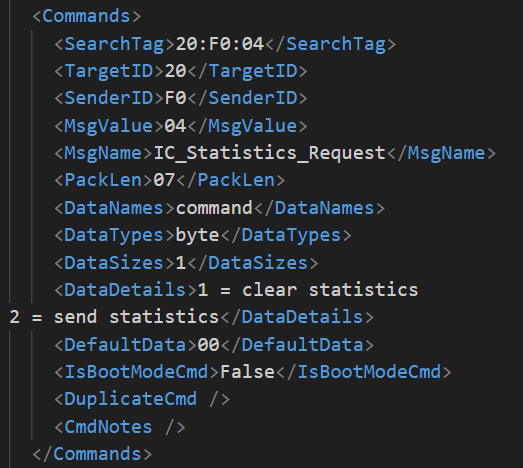 <Commands>
<SearchTag>20:F0:04</SearchTag>
<TargetID>20</TargetID>
<SenderID>F0</SenderID>
<MsgValue>04</MsgValue>
<MsgName>IC_Statistics_Request</MsgName>
<PackLen>07</PackLen>
<DataNames>command</DataNames>
<DataTypes>byte</DataTypes>
<DataSizes>1</DataSizes>
<DataDetails>1 = clear statistics
2 = send statistics</DataDetails>
<DefaultData>00</DefaultData>
<IsBootModeCmd>False</IsBootModeCmd>
<DuplicateCmd />
<CmdNotes />
</Commands>